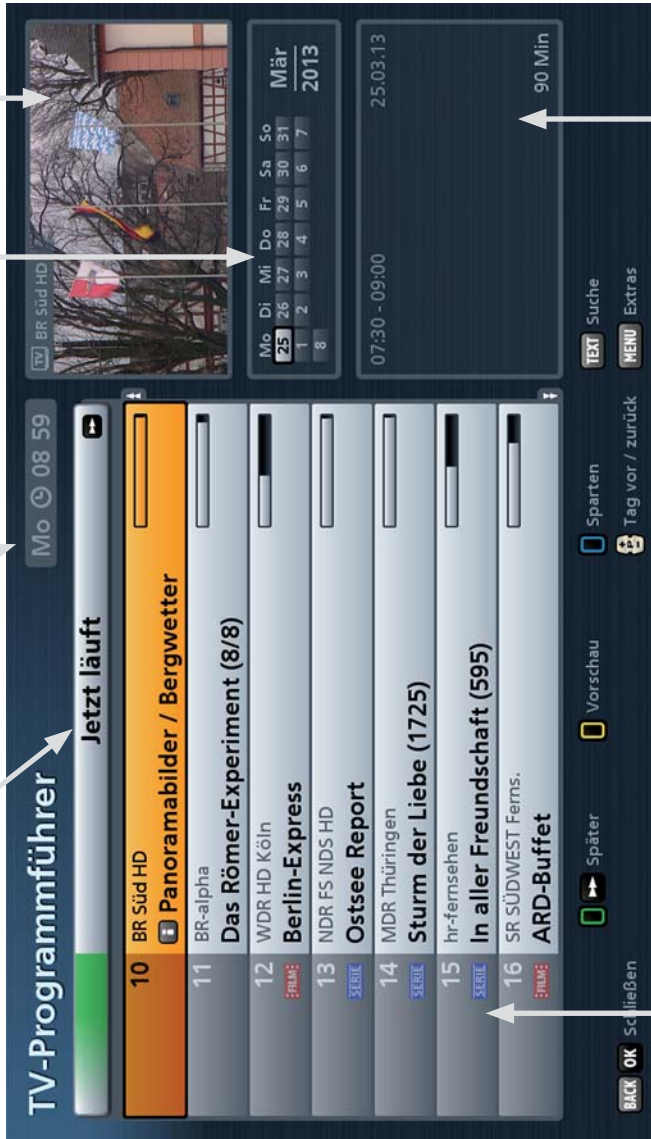 TV-Programmführer
Mo 08 59
Jetzt läuft
10 BR Süd HD
i Panoramabilder / Bergwetter
11 BR-alpha
Das Römer-Experiment (8/8)
12 WDR HD Köln
FILM Berlin-Express
13 NDR FS NDS HD
SERIE Ostsee Report
14 MDR Thüringen
SERIE Sturm der Liebe (1725)
15 hr-fernsehen
SERIE In aller Freundschaft (595)
16 SR SÜDWEST Ferns.
FILM ARD-Buffet
TV BR Süd HD
Mo Di Mi Do Fr Sa So
25 26 27 28 29 30 31
1 2 3 4 5 6 7
8
Mär
2013
07:30 - 09:00 25.03.13
90 Min
Später Vorschau Sparten TEXT Suche
BACK OK Schließen P+ - Tag vor / zurück MENU Extras